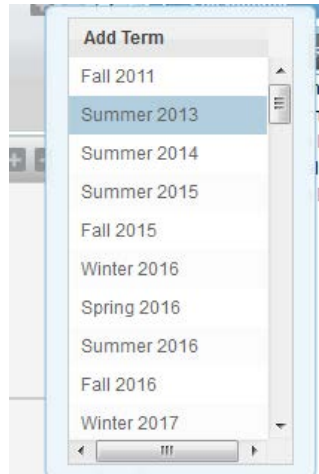 Add Term
Fall 2011
Summer 2013
Summer 2014
Summer 2015
Fall 2015
Winter 2016
Spring 2016
Summer 2016
Fall 2016
Winter 2017